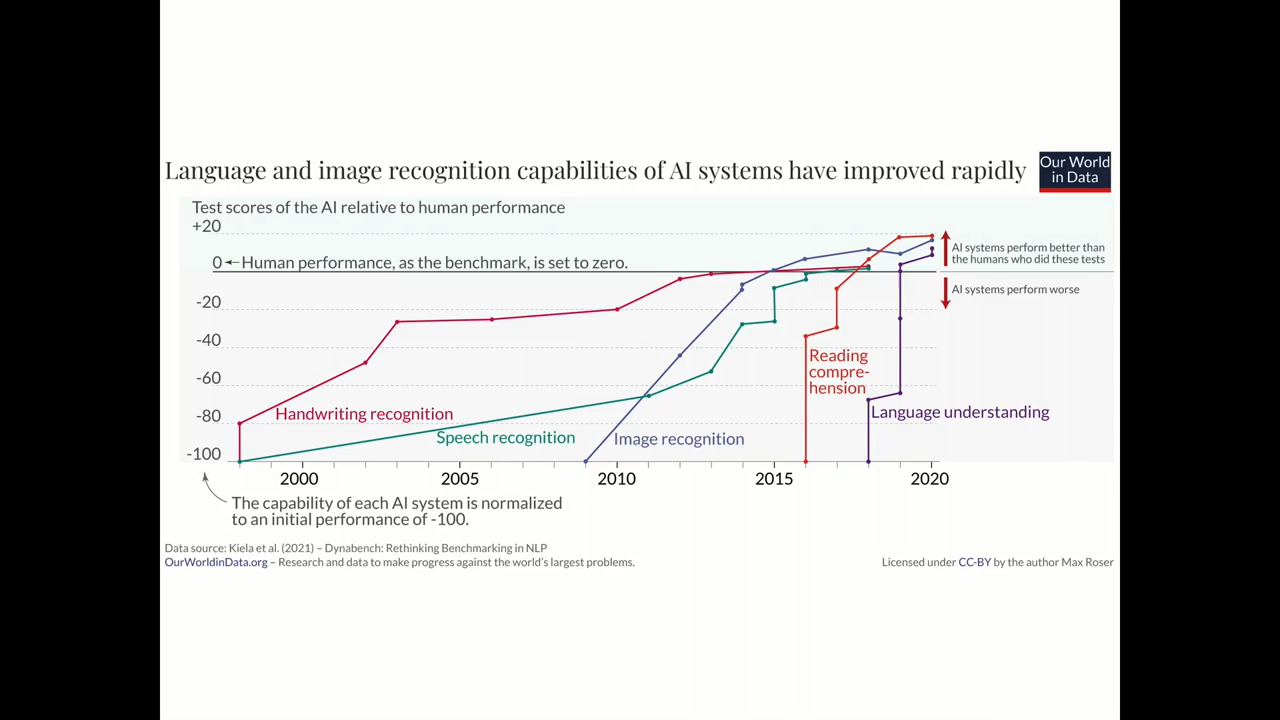 Language and image recognition capabilities of AI systems have improved rapidly
Our World
in Data
Test scores of the AI relative to human performance
+20
0
Human performance, as the benchmark, is set to zero.
AI systems perform better than
the humans who did these tests
AI systems perform worse
-20
-40
-60
-80
-100
Reading
compre-
hension
Handwriting recognition
Speech recognition
Image recognition
Language understanding
2000
2005
2010
2015
2020
The capability of each AI system is normalized
to an initial performance of -100.
Data source: Kiela et al. (2021) – Dynabench: Rethinking Benchmarking in NLP
OurWorldinData.org – Research and data to make progress against the world's largest problems.
Licensed under CC-BY by the author Max Roser